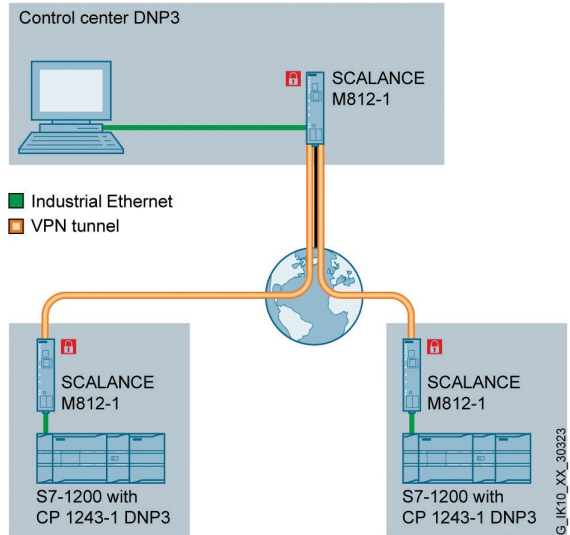 Control center DNP3
SCALANCE
M812-1
Industrial Ethernet
VPN tunnel
SCALANCE
M812-1
S7-1200 with
CP 1243-1 DNP3
SCALANCE
M812-1
S7-1200 with
CP 1243-1 DNP3
G_IK10_XX_30323